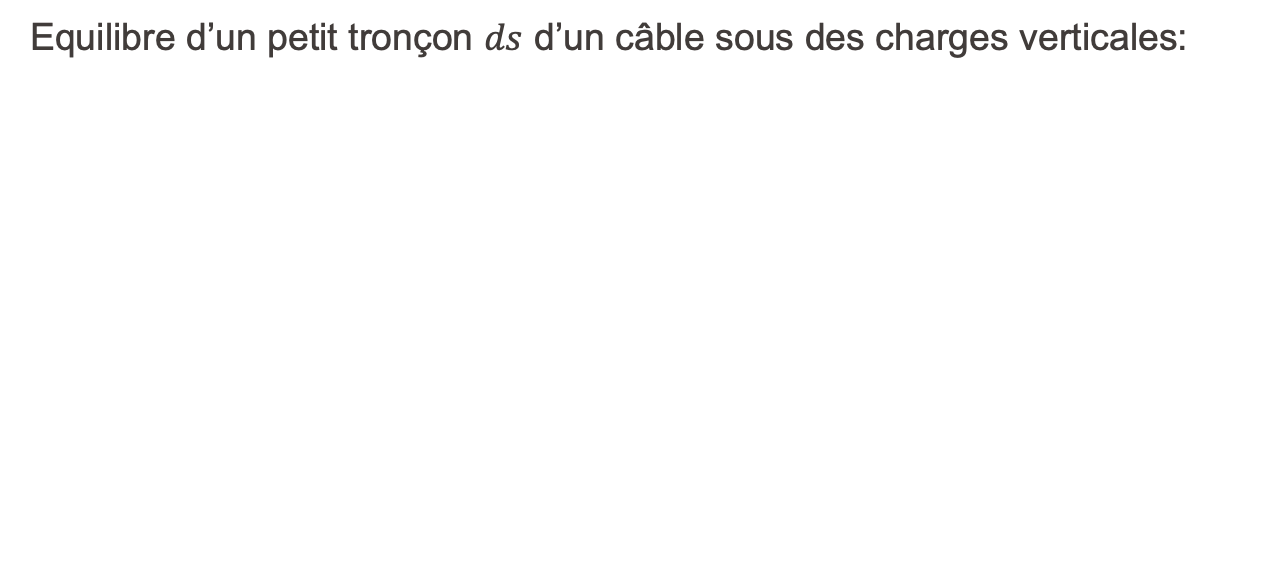 Equilibre d’un petit tronçon ds d’un câble sous des charges verticales: